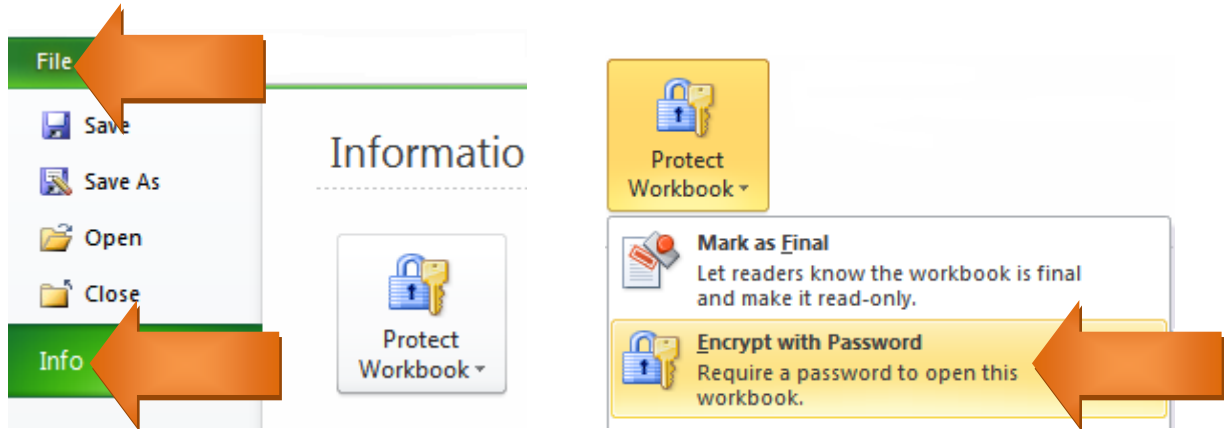 File
Save
Save As
Open
Close
Info
Informatio
Protect
Workbook
Protect
Workbook
Mark as Final
Let readers know the workbook is final
and make it read-only.
Encrypt with Password
Require a password to open this
workbook.